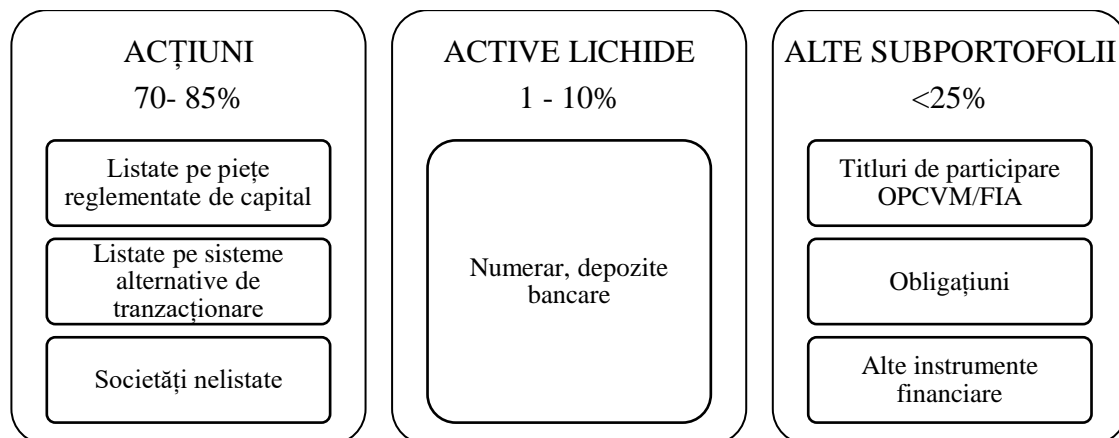 ACȚIUNI
70- 85%
Listate pe piețe
reglementate de capital
Listate pe sisteme
alternative de
tranzacționare
Societăți nelistate
ACTIVE LICHIDE
1 - 10%
Numerar, depozite
bancare
ALTE SUBPORTOFOLII
<25%
Titluri de participare
OPCVM/FIA
Obligațiuni
Alte instrumente
financiare